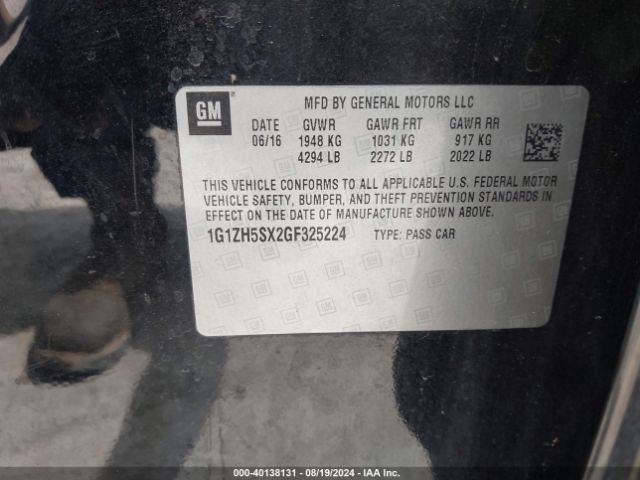 GM
MFD BY GENERAL MOTORS LLC
DATE GVWR GAWR FRT GAWR RR
06/16 1948 KG 1031 KG 917 KG
4294 LB 2272 LB 2022 LB
THIS VEHICLE CONFORMS TO ALL APPLICABLE U.S. FEDERAL MOTOR
VEHICLE SAFETY, BUMPER, AND THEFT PREVENTION STANDARDS IN
EFFECT ON THE DATE OF MANUFACTURE SHOWN ABOVE.
1G1ZH5SX2GF325224 TYPE: PASS CAR
000-40138131 - 08/19/2024 - IAA Inc.